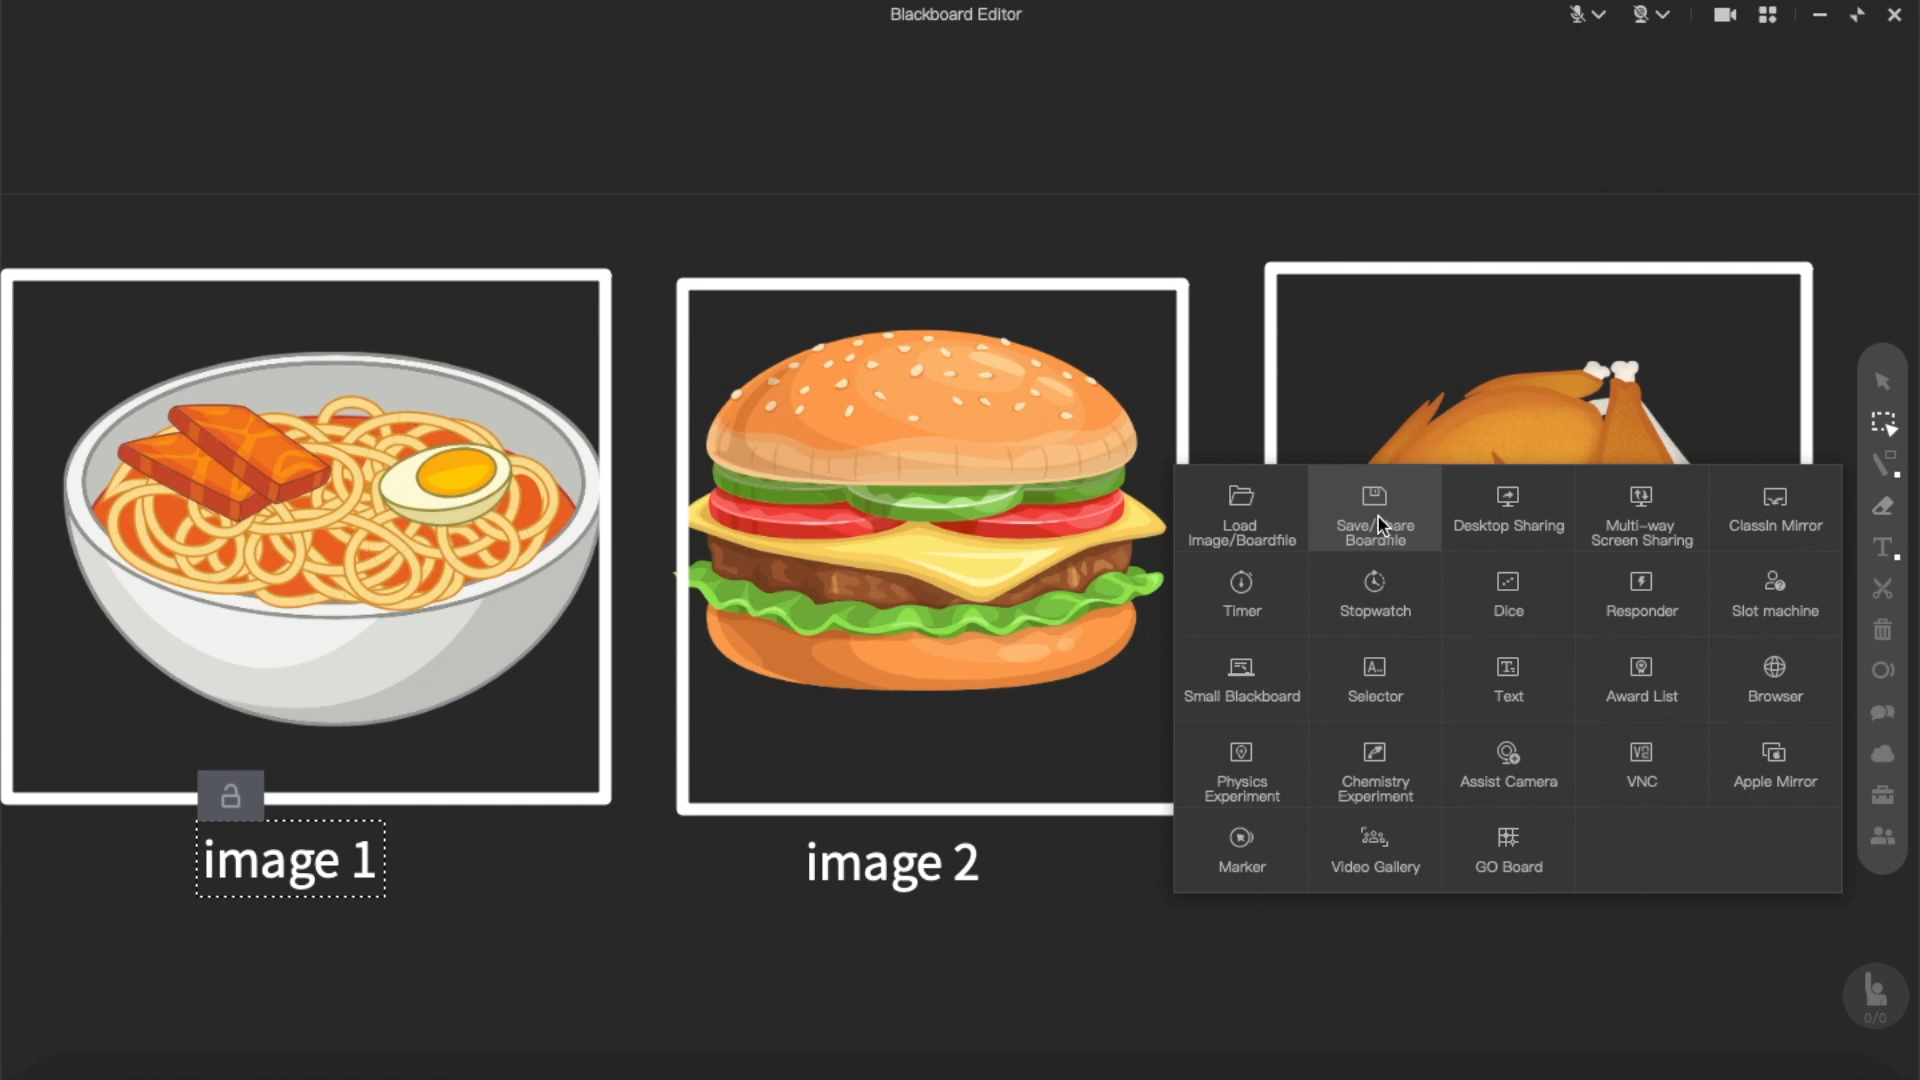 Blackboard Editor
Load
Image/Boardfile
Boardfile
Desktop Sharing
Multi-way
Screen Sharing
ClassIn Mirror
Timer
Stopwatch
Dice
Responder
Slot machine
Small Blackboard
Selector
Text
Award List
Browser
Physics
Experiment
Chemistry
Experiment
Assist Camera
VNC
Apple Mirror
Marker
Video Gallery
GO Board
image 1
image 2
0/0